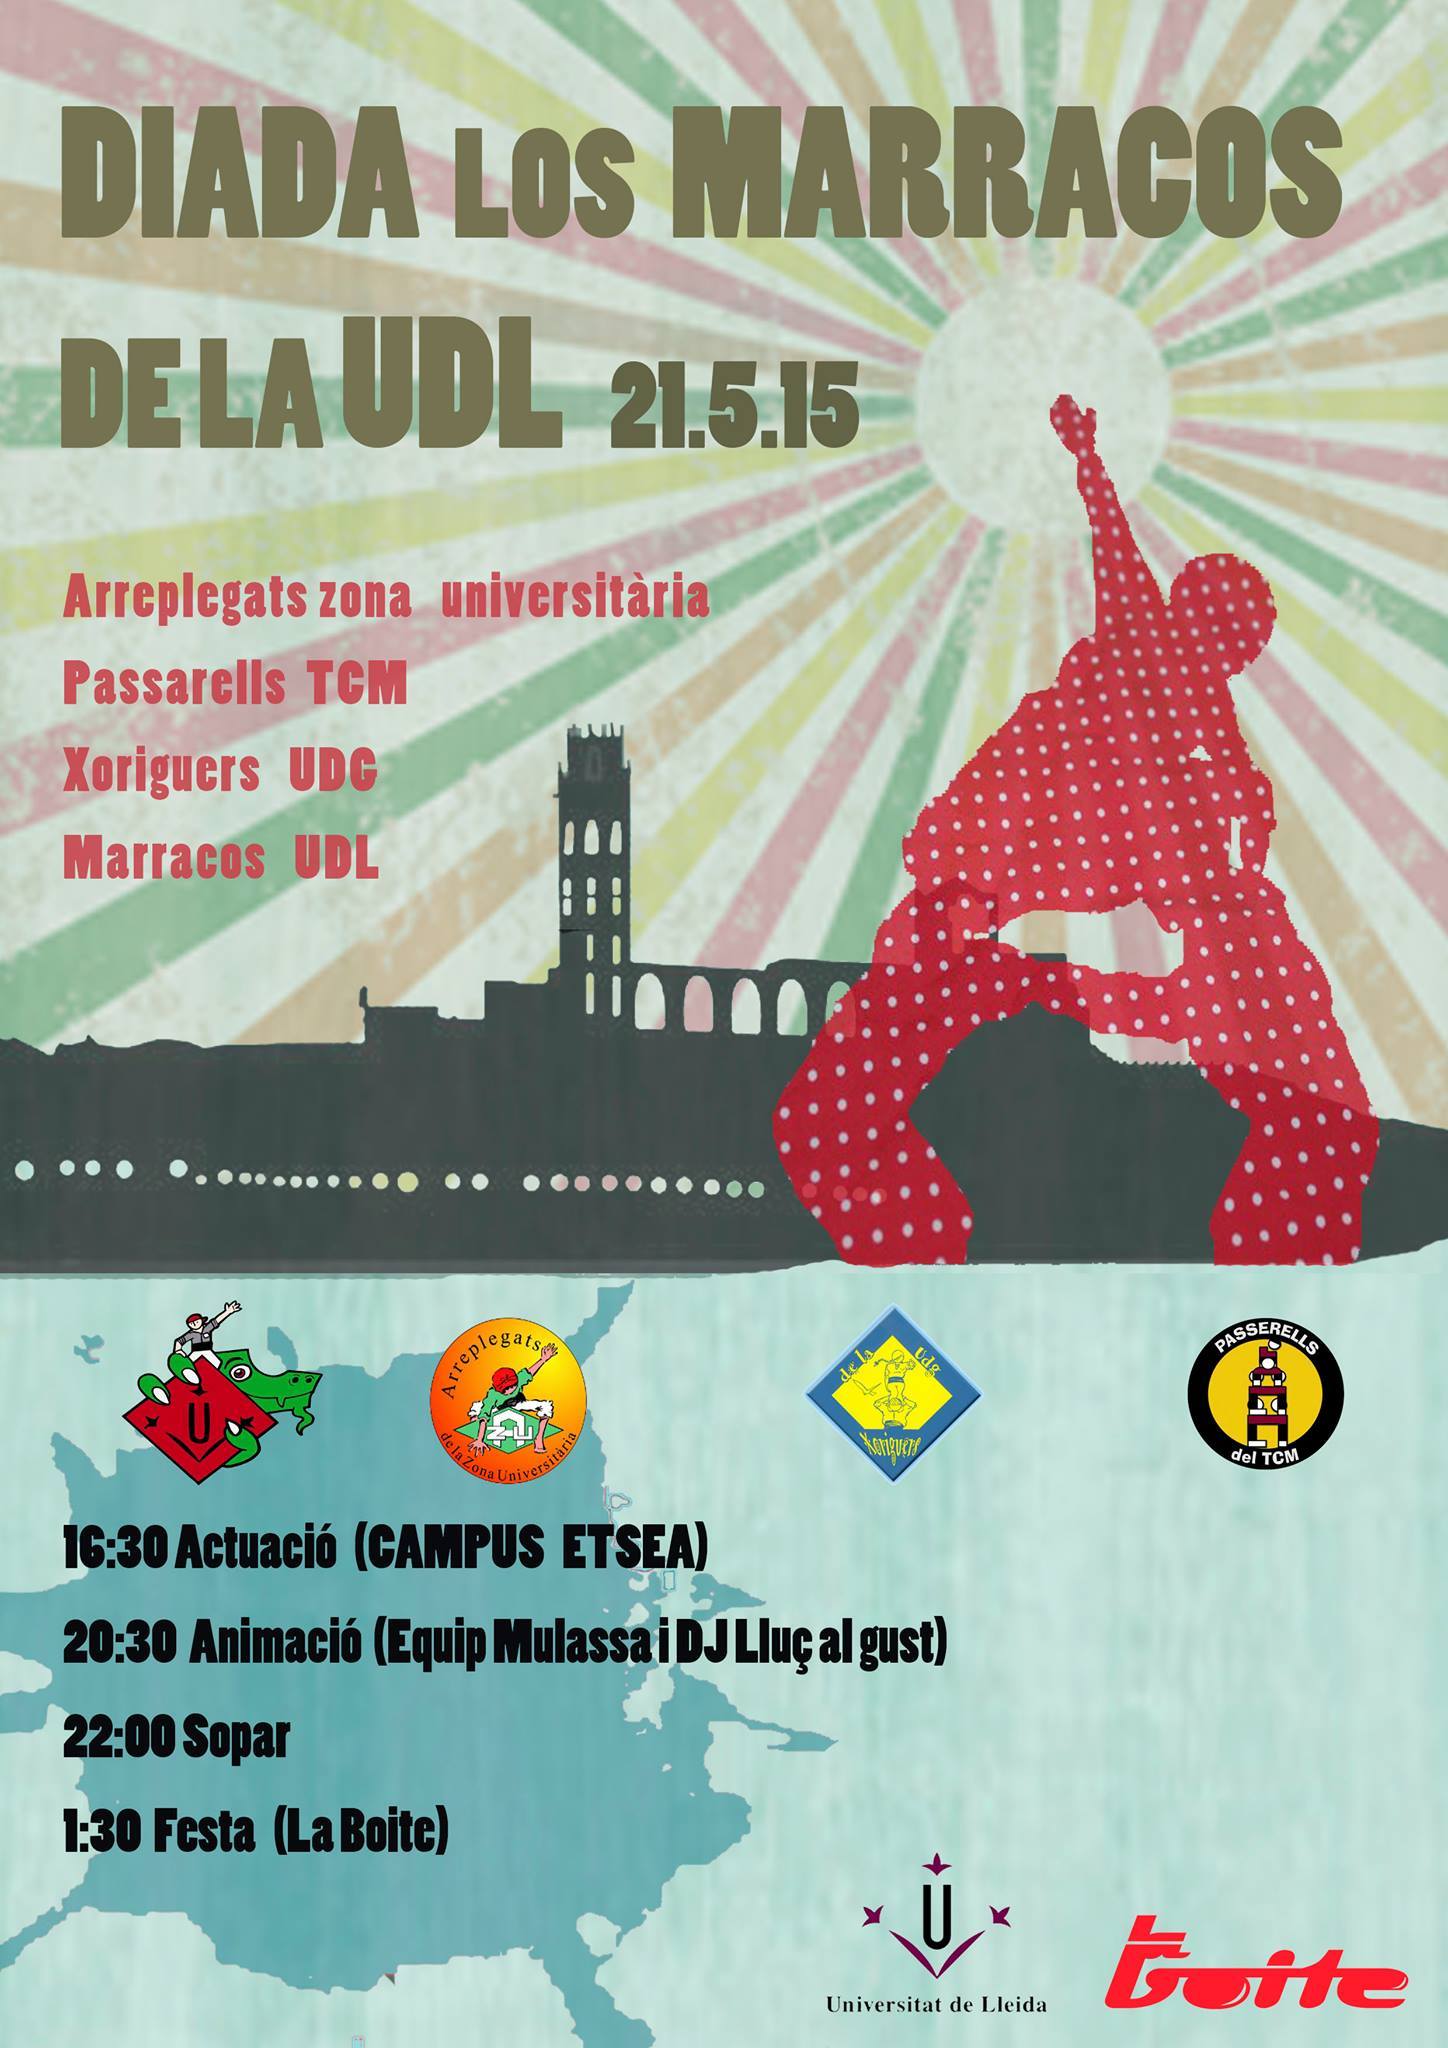 DIADA LOS MARRACOS
DE LA UDL 21.5.15
Arreplegats zona universitària
Passarells TCM
Xoriguers UDG
Marracos UDL
U
Arreplegats
ZU
de la Zona Universitària
de la Udg
Xoriguers
PASSERELLS
del TCM
16:30 Actuació (CAMPUS ETSEA)
20:30 Animació (Equip Mulassa i DJ Lluç al gust)
22:00 Sopar
1:30 Festa (La Boite)
U
Universitat de Lleida
la Boite